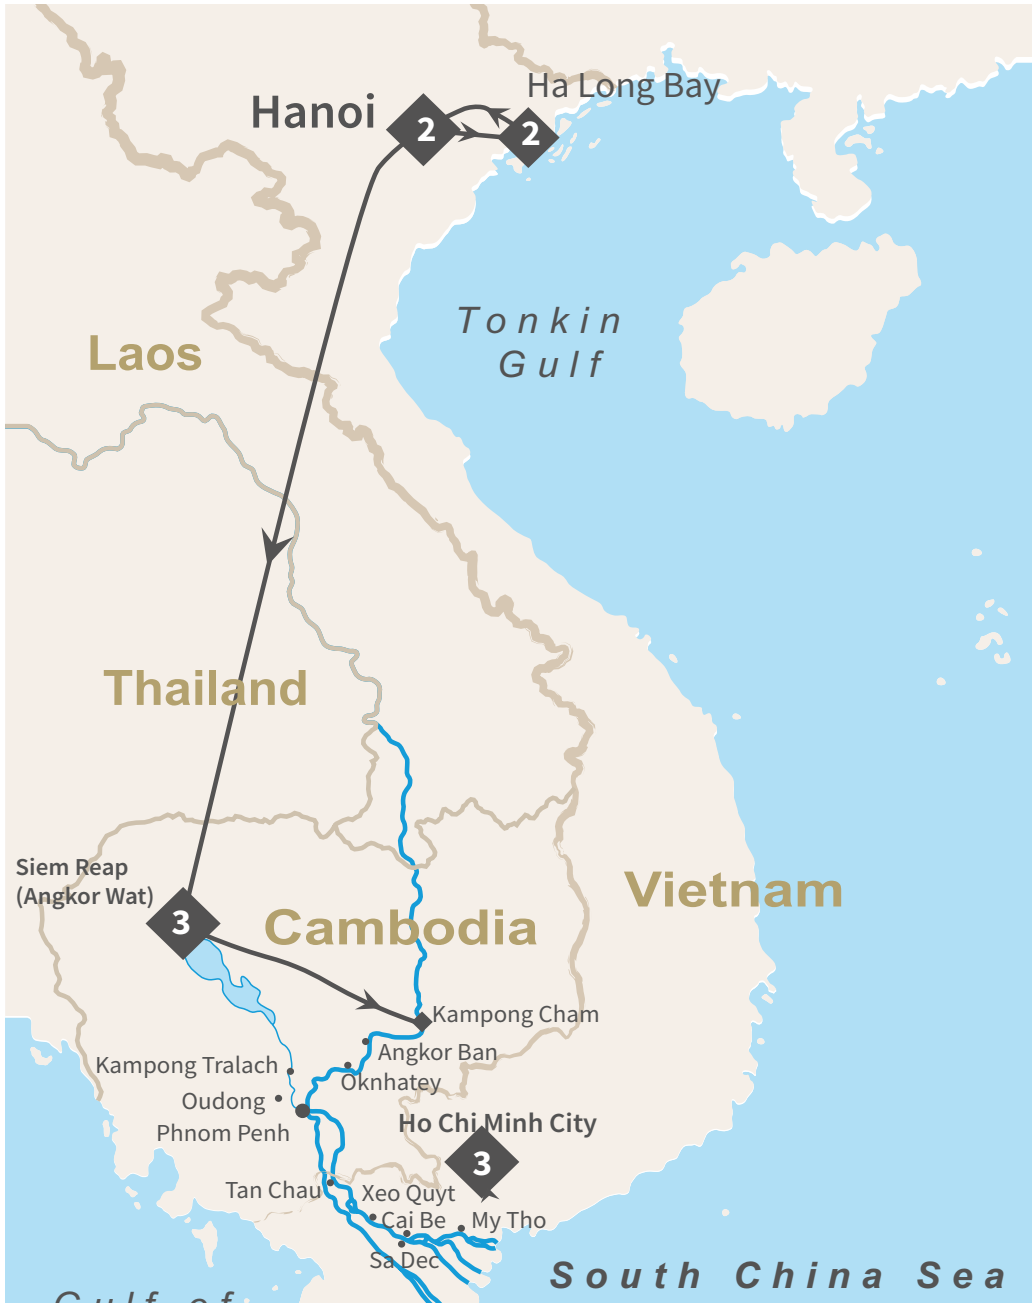 Ha Long Bay
Hanoi
2
2
Tonkin
Gulf
Laos
Thailand
Siem Reap
(Angkor Wat)
3
Vietnam
Cambodia
Kampong Cham
Angkor Ban
Kampong Tralach
Oknhatey
Oudong
Ho Chi Minh City
Phnom Penh
3
Tan Chau
Xeo Quyt
Cai Be
My Tho
Sa Dec
South China Sea
Gulf of